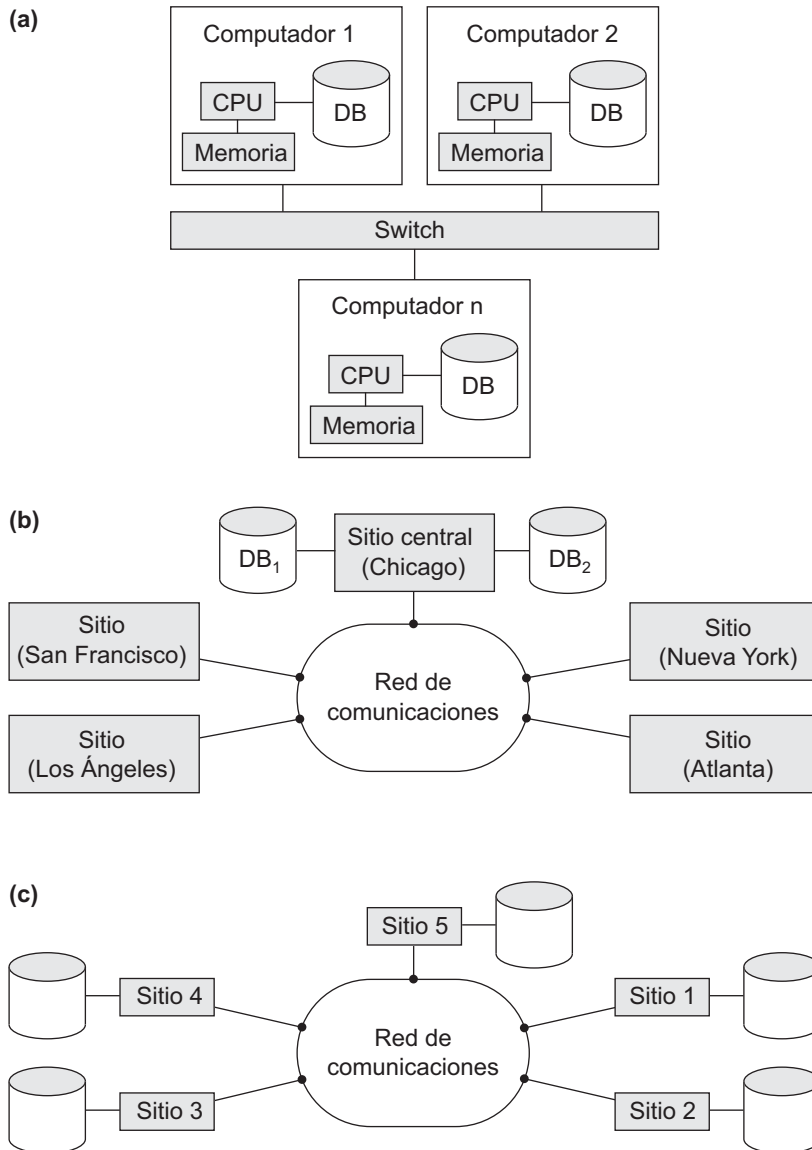 (a)
Computador 1
CPU
DB
Memoria
Computador 2
CPU
DB
Memoria
Switch
Computador n
CPU
DB
Memoria
(b)
DB1
Sitio central
(Chicago)
DB2
Sitio
(San Francisco)
Sitio
(Nueva York)
Red de
comunicaciones
Sitio
(Los Ángeles)
Sitio
(Atlanta)
(c)
Sitio 5
Sitio 4
Sitio 1
Red de
comunicaciones
Sitio 3
Sitio 2